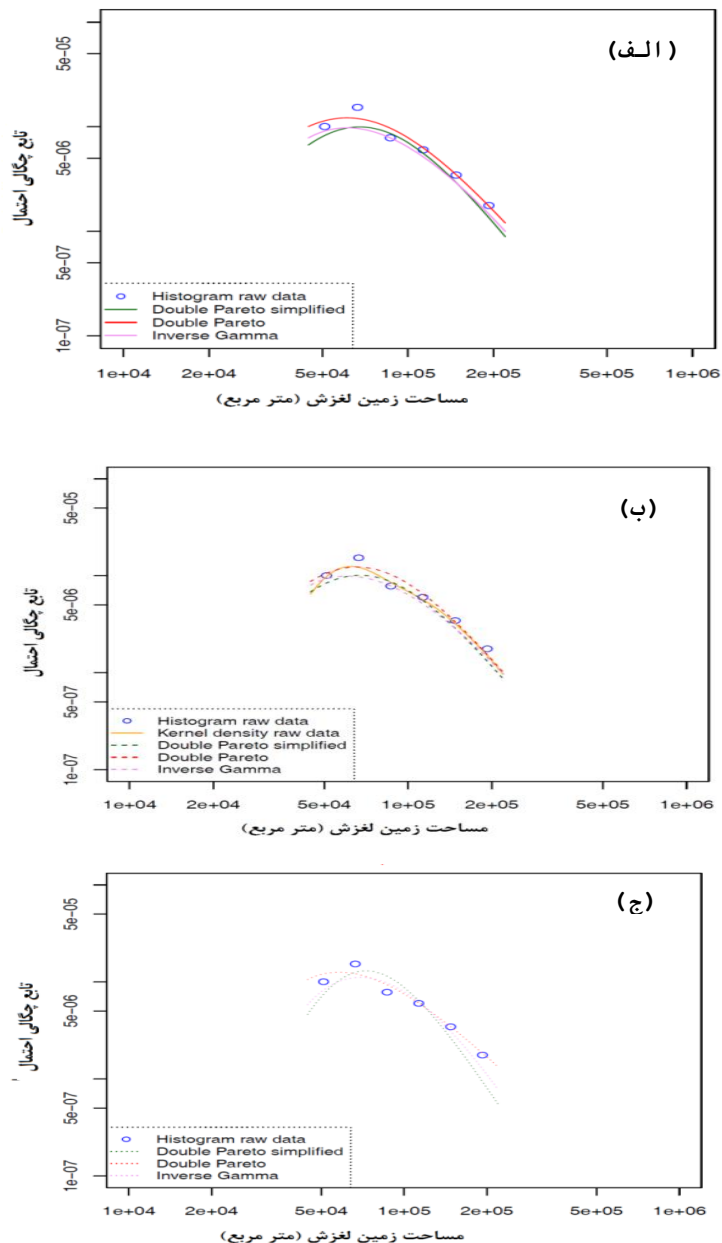 (الف)
تابع چگالی احتمال
5e-05
5e-06
5e-07
1e-07
Histogram raw data
Double Pareto simplified
Double Pareto
Inverse Gamma
1e+04 2e+04 5e+04 1e+05 2e+05 5e+05 1e+06
مساحت زمین لغزش (متر مربع)
(ب)
تابع چگالی احتمال
5e-05
5e-06
5e-07
1e-07
Histogram raw data
Kernel density raw data
Double Pareto simplified
Double Pareto
Inverse Gamma
1e+04 2e+04 5e+04 1e+05 2e+05 5e+05 1e+06
مساحت زمین لغزش (متر مربع)
(ج)
تابع چگالی احتمال
5e-05
5e-06
5e-07
1e-07
Histogram raw data
Double Pareto simplified
Double Pareto
Inverse Gamma
1e+04 2e+04 5e+04 1e+05 2e+05 5e+05 1e+06
مساحت زمین لغزش (متر مربع)